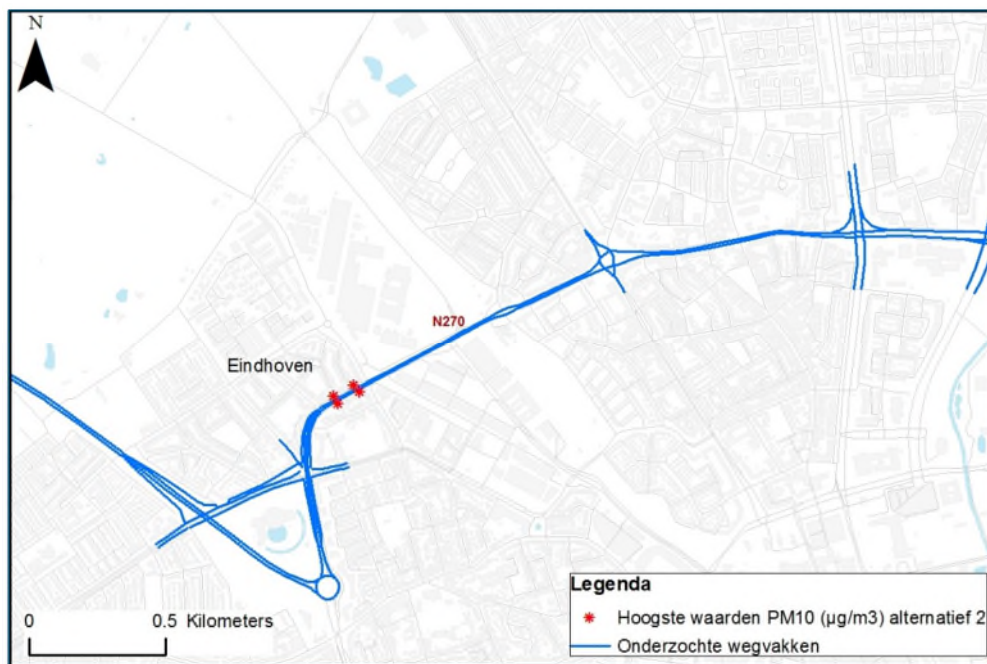 N
N270
Eindhoven
Legenda
Hoogste waarden PM10 (µg/m3) alternatief 2
Onderzochte wegvakken
0 0.5 Kilometers